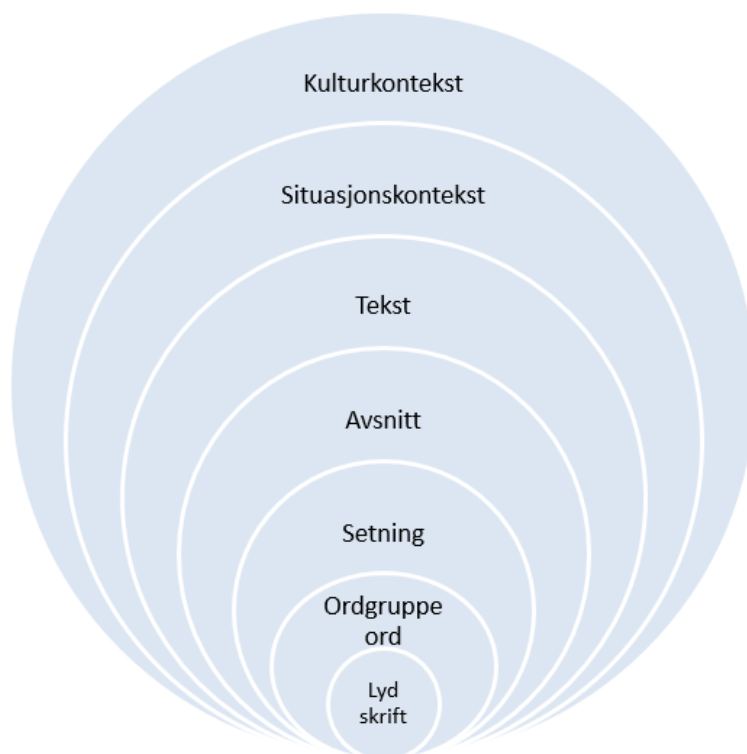 Kulturkontekst
Situasjonskontekst
Tekst
Avsnitt
Setning
Ordgruppe
ord
Lyd
skrift